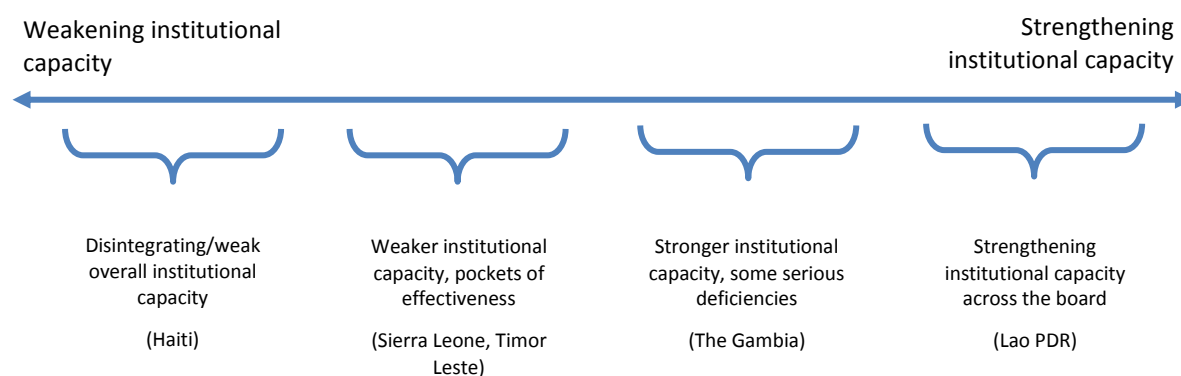 Weakening institutional
capacity
Strengthening
institutional capacity
Disintegrating/weak
overall institutional
capacity
(Haiti)
Weaker institutional
capacity, pockets of
effectiveness
(Sierra Leone, Timor
Leste)
Stronger institutional
capacity, some serious
deficiencies
(The Gambia)
Strengthening
institutional capacity
across the board
(Lao PDR)